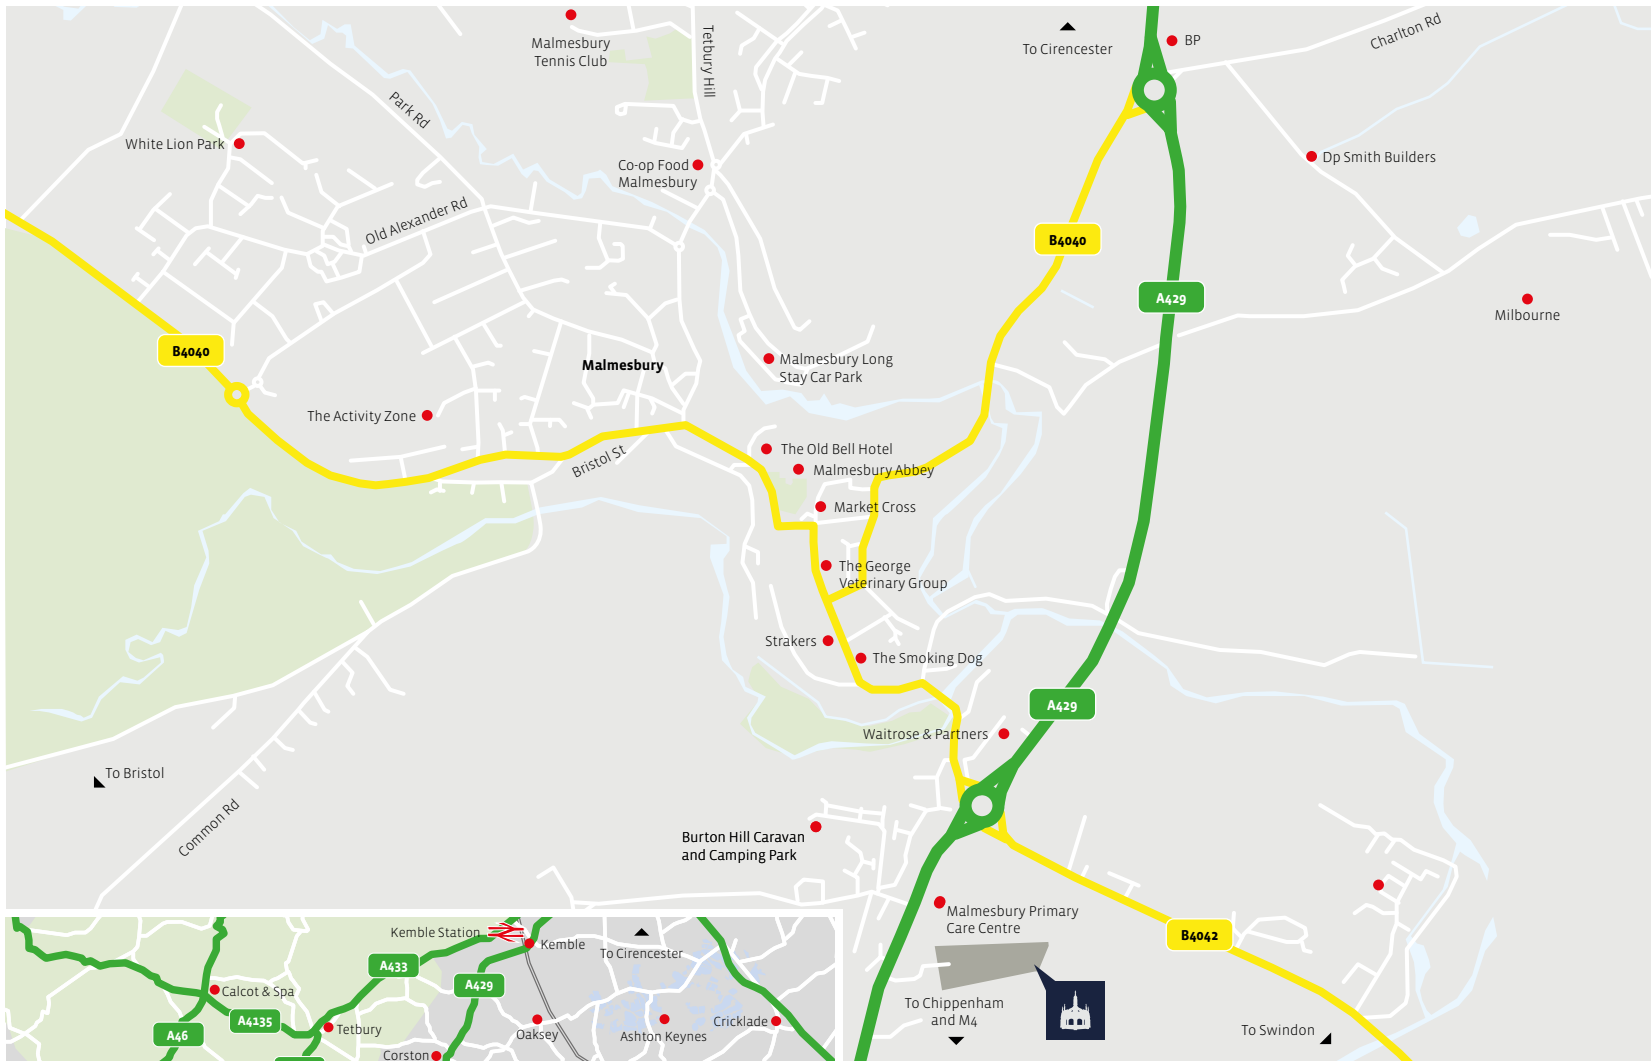 Malmesbury
Tennis Club
Tetbury Hill
To Cirencester
BP
Charlton Rd
Park Rd
White Lion Park
Co-op Food
Malmesbury
Dp Smith Builders
Old Alexander Rd
B4040
A429
Milbourne
B4040
Malmesbury
Malmesbury Long
Stay Car Park
The Activity Zone
Bristol St
The Old Bell Hotel
Malmesbury Abbey
Market Cross
The George
Veterinary Group
Strakers
The Smoking Dog
A429
Waitrose & Partners
To Bristol
Common Rd
Burton Hill Caravan
and Camping Park
Malmesbury Primary
Care Centre
B4042
To Chippenham
and M4
To Swindon
Kemble Station
Kemble
To Cirencester
A433
A429
Calcot & Spa
A4135
A46
Tetbury
Oaksey
Ashton Keynes
Cricklade
Corston